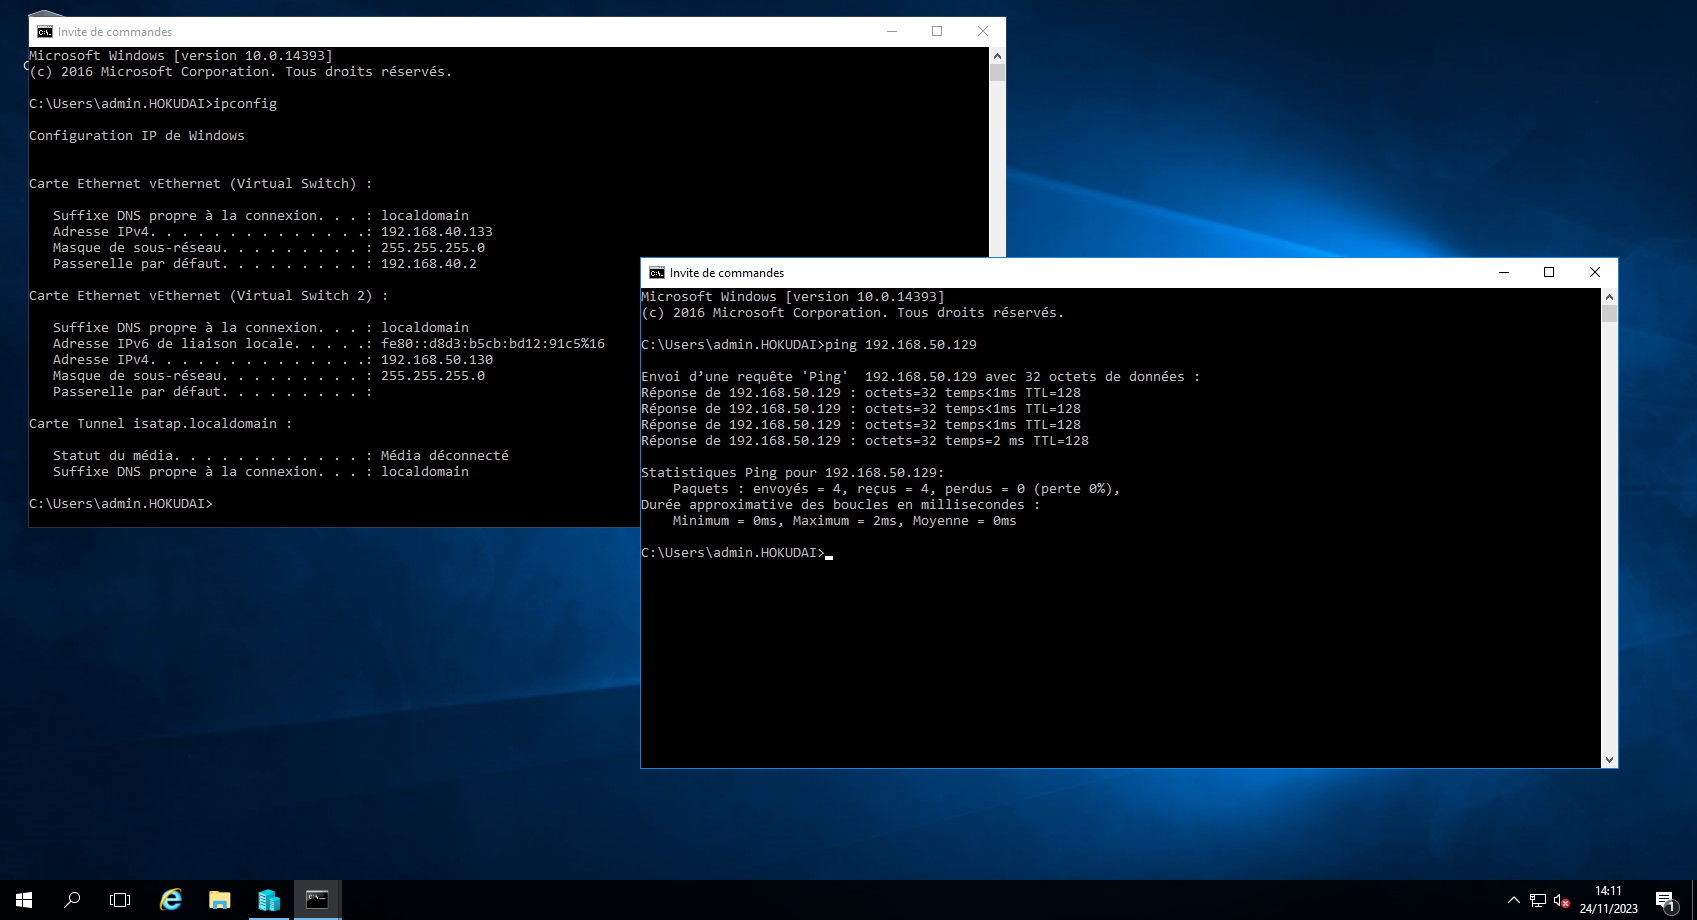 Invite de commandes
Microsoft Windows [version 10.0.14393]
(c) 2016 Microsoft Corporation. Tous droits réservés.
C:\Users\admin.HOKUDAI>ipconfig
Configuration IP de Windows
Carte Ethernet vEthernet (Virtual Switch) :
Suffixe DNS propre à la connexion. . . : localdomain
Adresse IPv4. . . . . . . . . . . . . .: 192.168.40.133
Masque de sous-réseau. . . . . . . . . : 255.255.255.0
Passerelle par défaut. . . . . . . . . : 192.168.40.2
Carte Ethernet vEthernet (Virtual Switch 2) :
Suffixe DNS propre à la connexion. . . : localdomain
Adresse IPv6 de liaison locale. . . . .: fe80::d8d3:b5cb:bd12:91c5%16
Adresse IPv4. . . . . . . . . . . . . .: 192.168.50.130
Masque de sous-réseau. . . . . . . . . : 255.255.255.0
Passerelle par défaut. . . . . . . . . :
Carte Tunnel isatap.localdomain :
Statut du média. . . . . . . . . . . . : Média déconnecté
Suffixe DNS propre à la connexion. . . : localdomain
C:\Users\admin.HOKUDAI>
Invite de commandes
Microsoft Windows [version 10.0.14393]
(c) 2016 Microsoft Corporation. Tous droits réservés.
C:\Users\admin.HOKUDAI>ping 192.168.50.129
Envoi d’une requête 'Ping'  192.168.50.129 avec 32 octets de données :
Réponse de 192.168.50.129 : octets=32 temps<1ms TTL=128
Réponse de 192.168.50.129 : octets=32 temps<1ms TTL=128
Réponse de 192.168.50.129 : octets=32 temps<1ms TTL=128
Réponse de 192.168.50.129 : octets=32 temps=2 ms TTL=128
Statistiques Ping pour 192.168.50.129:
Paquets : envoyés = 4, reçus = 4, perdus = 0 (perte 0%),
Durée approximative des boucles en millisecondes :
Minimum = 0ms, Maximum = 2ms, Moyenne = 0ms
C:\Users\admin.HOKUDAI>
14:11
24/11/2023
1